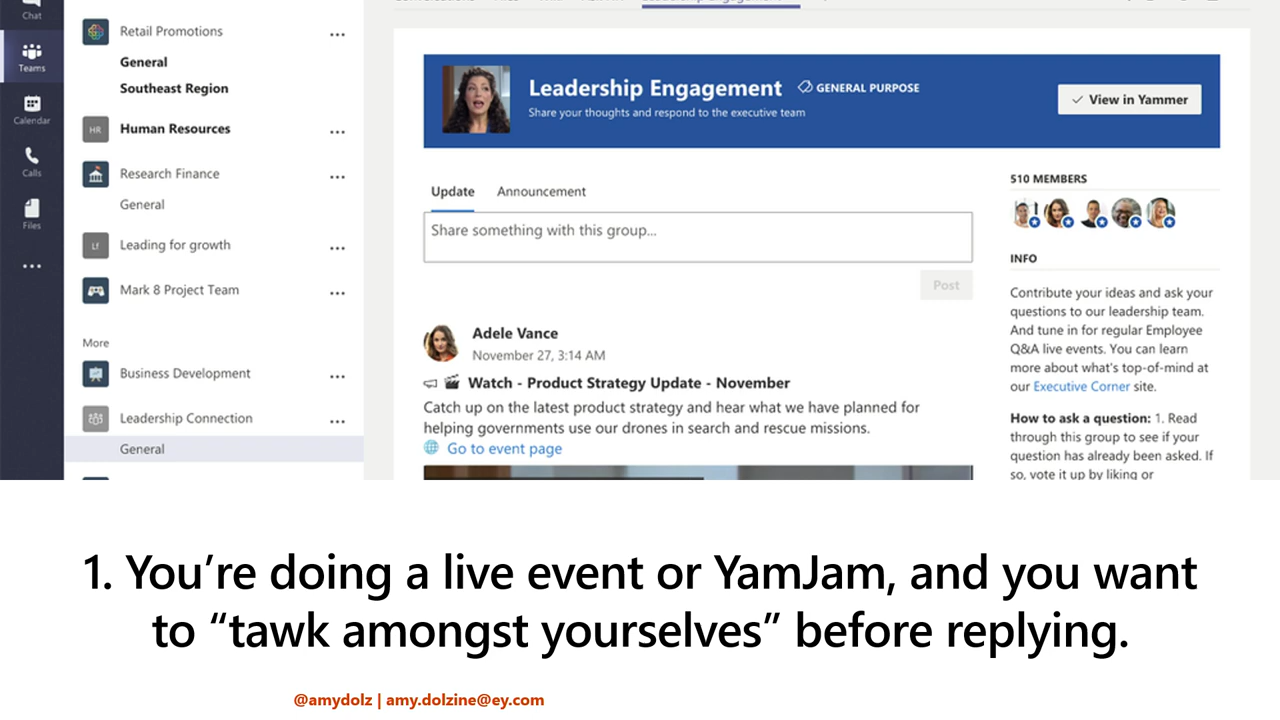 Chat
Teams
Calendar
Calls
Files
Retail Promotions
General
Southeast Region
HR Human Resources
Research Finance
General
Lf Leading for growth
Mark 8 Project Team
More
Business Development
Leadership Connection
General
Leadership Engagement GENERAL PURPOSE
Share your thoughts and respond to the executive team
View in Yammer
Update Announcement
Share something with this group...
Post
Adele Vance
November 27, 3:14 AM
Watch - Product Strategy Update - November
Catch up on the latest product strategy and hear what we have planned for
helping governments use our drones in search and rescue missions.
Go to event page
510 MEMBERS
INFO
Contribute your ideas and ask your
questions to our leadership team.
And tune in for regular Employee
Q&A live events. You can learn
more about what's top-of-mind at
our Executive Corner site.
How to ask a question: 1. Read
through this group to see if your
question has already been asked. If
so, vote it up by liking or
1. You’re doing a live event or YamJam, and you want
to “tawk amongst yourselves” before replying.
@amydolz | amy.dolzine@ey.com